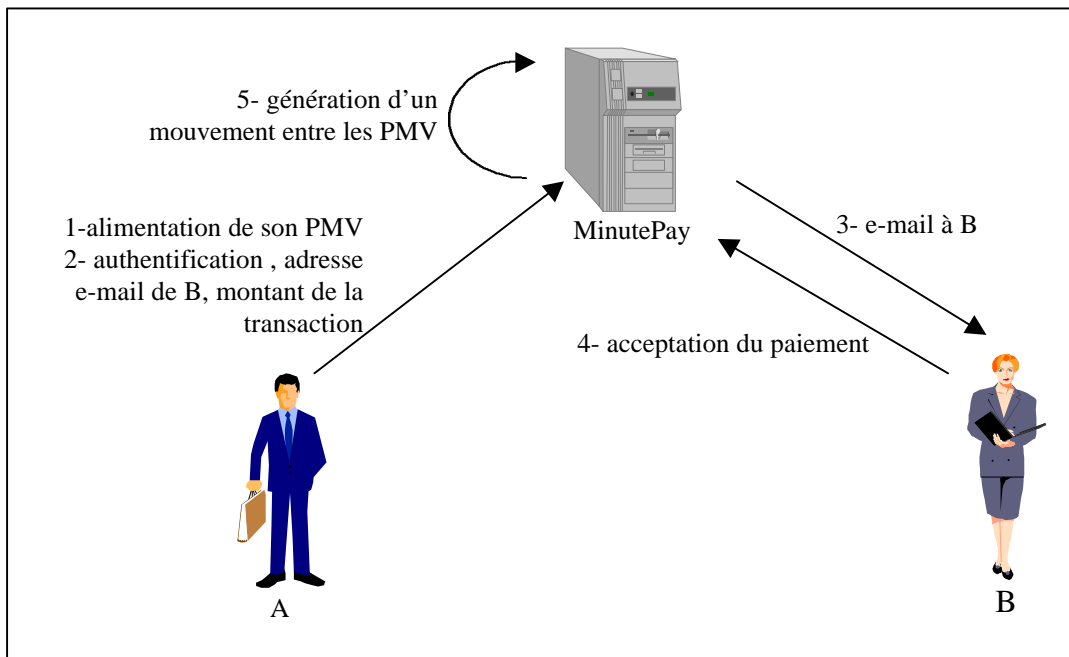 5- génération d'un
mouvement entre les PMV
MinutePay
1-alimentation de son PMV
2- authentification , adresse
e-mail de B, montant de la
transaction
3- e-mail à B
4- acceptation du paiement
A
B